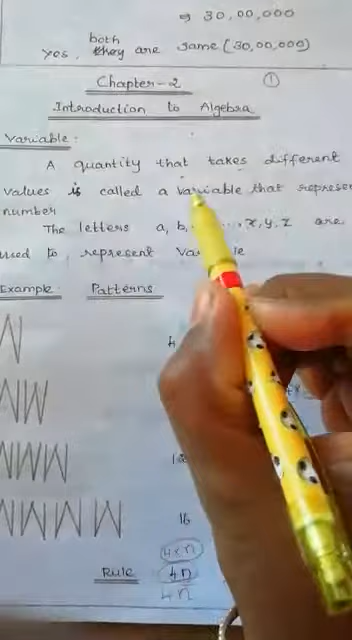 ⇒ 30,00,000
Yes, they both are same (30,00,000)
Chapter-2
①
Introduction to Algebra
Variable:
A quantity that takes different
values is called a variable that represe
number
The letters a, b, ....., x, y, z are
used to represent Va le
Example: Patterns
16
4×n
Rule 4n
4n